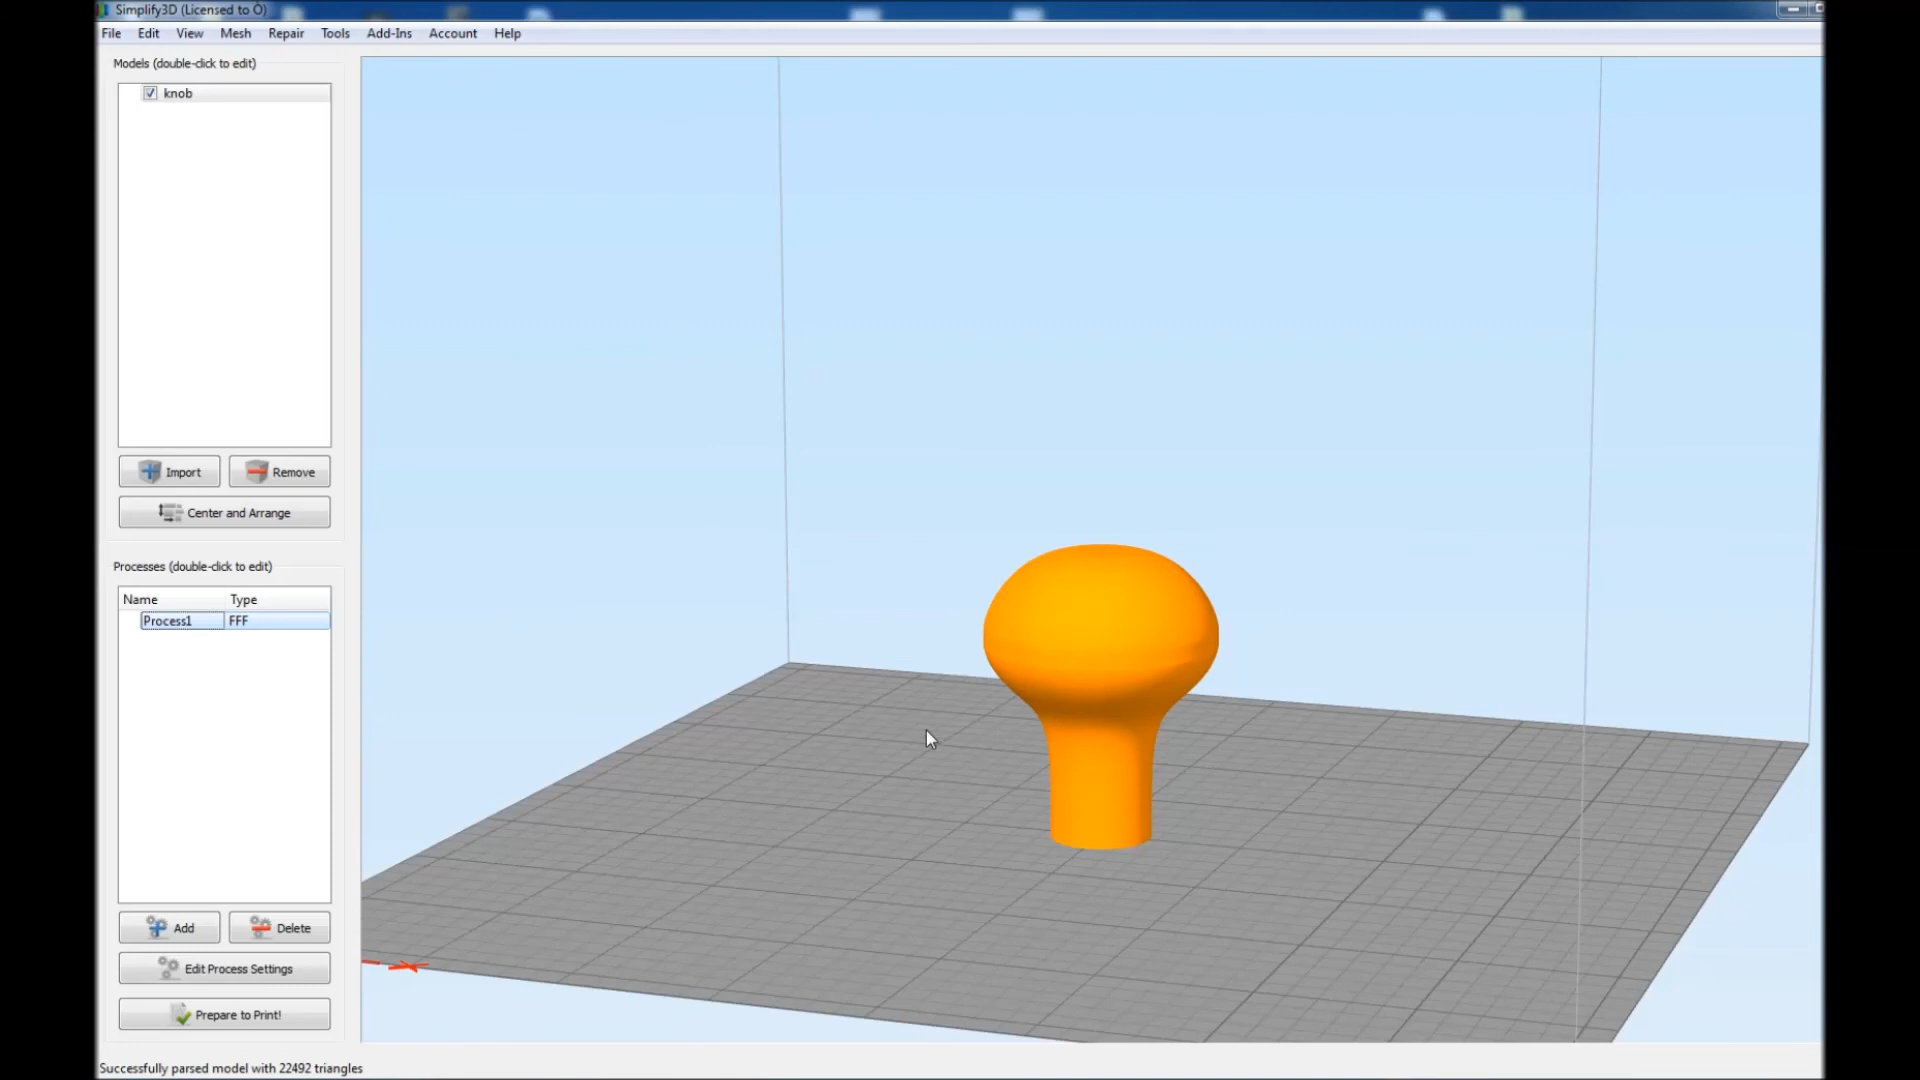 Simplify3D (Licensed to Ö)
File Edit View Mesh Repair Tools Add-Ins Account Help
Models (double-click to edit)
knob
Import Remove
Center and Arrange
Processes (double-click to edit)
Name Type
Process1 FFF
Add Delete
Edit Process Settings
Prepare to Print!
Successfully parsed model with 22492 triangles